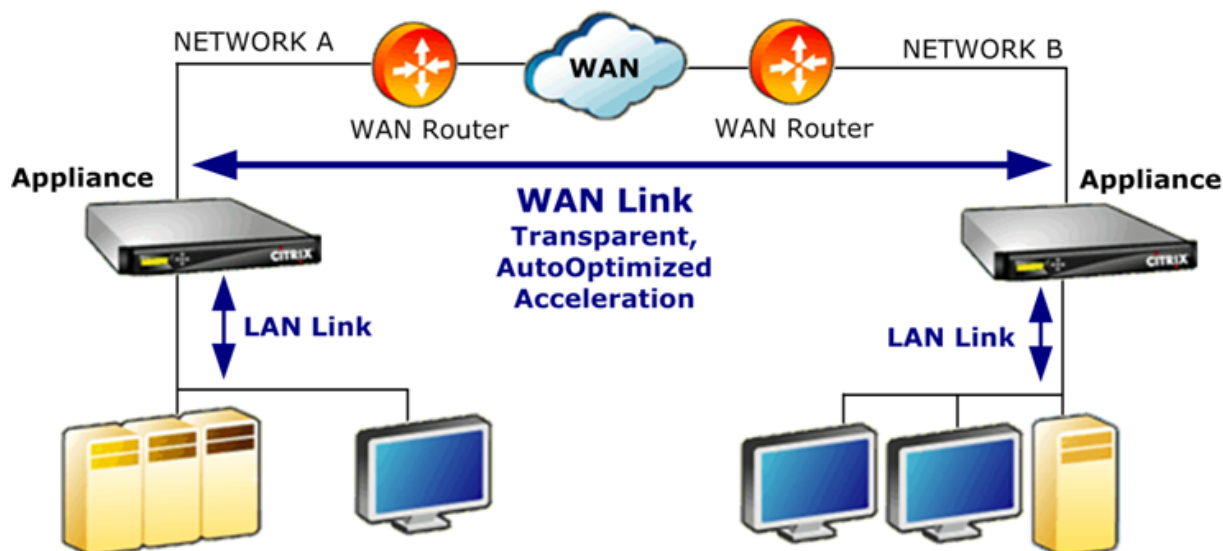 NETWORK A
WAN
NETWORK B
WAN Router
WAN Router
Appliance
Appliance
WAN Link
Transparent,
AutoOptimized
Acceleration
CITRIX
CITRIX
LAN Link
LAN Link